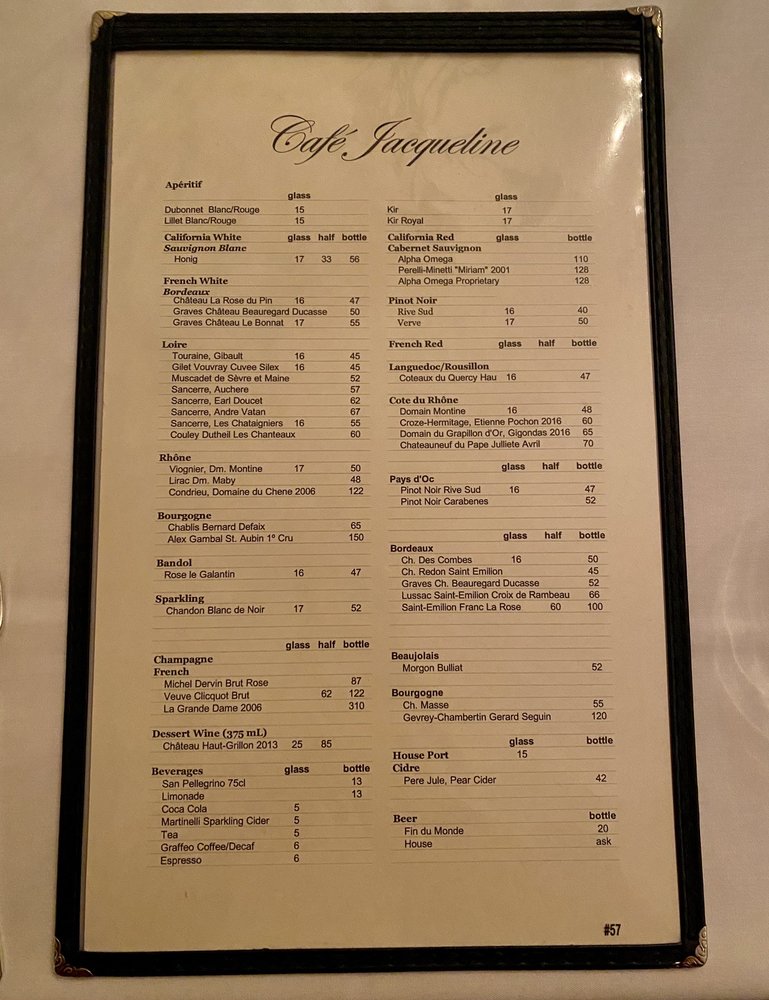 Café Jacqueline
Apéritif
glass
Dubonnet Blanc/Rouge 15
Lillet Blanc/Rouge 15
California White glass half bottle
Sauvignon Blanc
Honig 17 33 56
French White
Bordeaux
Château La Rose du Pin 16 47
Graves Château Beauregard Ducasse 50
Graves Château Le Bonnat 17 55
Loire
Touraine, Gibault 16 45
Gilet Vouvray Cuvee Silex 16 45
Muscadet de Sèvre et Maine 52
Sancerre, Auchere 57
Sancerre, Earl Doucet 62
Sancerre, Andre Vatan 67
Sancerre, Les Chataigniers 16 55
Couley Dutheil Les Chanteaux 60
Rhône
Viognier, Dm. Montine 17 50
Lirac Dm. Maby 48
Condrieu, Domaine du Chene 2006 122
Bourgogne
Chablis Bernard Defaix 65
Alex Gambal St. Aubin 1º Cru 150
Bandol
Rose le Galantin 16 47
Sparkling
Chandon Blanc de Noir 17 52
glass half bottle
Champagne
French
Michel Dervin Brut Rose 87
Veuve Clicquot Brut 62 122
La Grande Dame 2006 310
Dessert Wine (375 mL)
Château Haut-Grillon 2013 25 85
Beverages glass bottle
San Pellegrino 75cl 13
Limonade 13
Coca Cola 5
Martinelli Sparkling Cider 5
Tea 5
Graffeo Coffee/Decaf 6
Espresso 6
glass
Kir 17
Kir Royal 17
California Red glass bottle
Cabernet Sauvignon
Alpha Omega 110
Perelli-Minetti "Miriam" 2001 128
Alpha Omega Proprietary 128
Pinot Noir
Rive Sud 16 40
Verve 17 50
French Red glass half bottle
Languedoc/Rousillon
Coteaux du Quercy Hau 16 47
Cote du Rhône
Domain Montine 16 48
Croze-Hermitage, Etienne Pochon 2016 60
Domain du Grapillon d'Or, Gigondas 2016 65
Chateauneuf du Pape Julliete Avril 70
glass half bottle
Pays d'Oc
Pinot Noir Rive Sud 16 47
Pinot Noir Carabenes 52
glass half bottle
Bordeaux
Ch. Des Combes 16 50
Ch. Redon Saint Emilion 45
Graves Ch. Beauregard Ducasse 52
Lussac Saint-Emilion Croix de Rambeau 66
Saint-Emilion Franc La Rose 60 100
Beaujolais
Morgon Bulliat 52
Bourgogne
Ch. Masse 55
Gevrey-Chambertin Gerard Seguin 120
glass bottle
House Port 15
Cidre
Pere Jule, Pear Cider 42
Beer bottle
Fin du Monde 20
House ask
#57